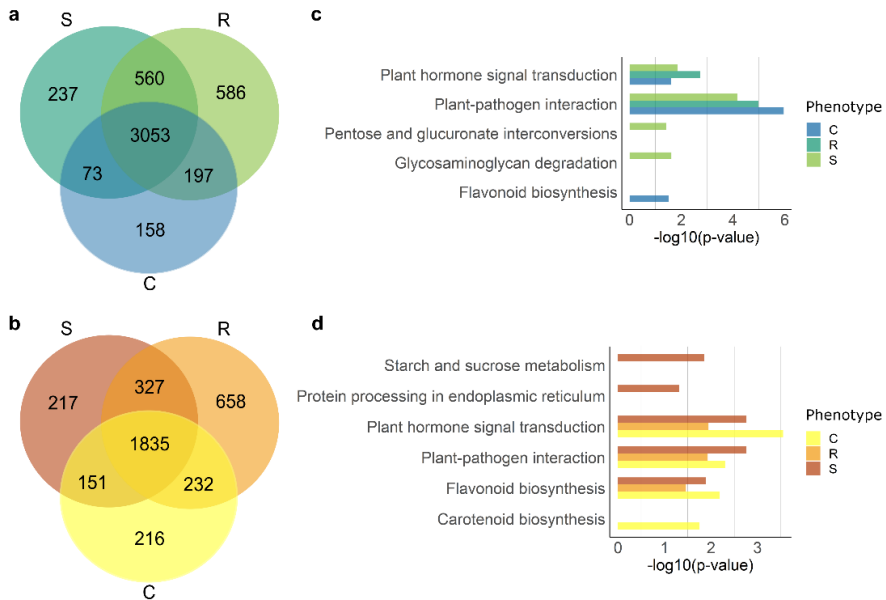 a
S
R
237
560
586
3053
73
197
158
C
c
Plant hormone signal transduction
Plant-pathogen interaction
Pentose and glucuronate interconversions
Glycosaminoglycan degradation
Flavonoid biosynthesis
0 2 4 6
-log10(p-value)
Phenotype
C
R
S
b
S
R
217
327
658
1835
151
232
216
C
d
Starch and sucrose metabolism
Protein processing in endoplasmic reticulum
Plant hormone signal transduction
Plant-pathogen interaction
Flavonoid biosynthesis
Carotenoid biosynthesis
0 1 2 3
-log10(p-value)
Phenotype
C
R
S